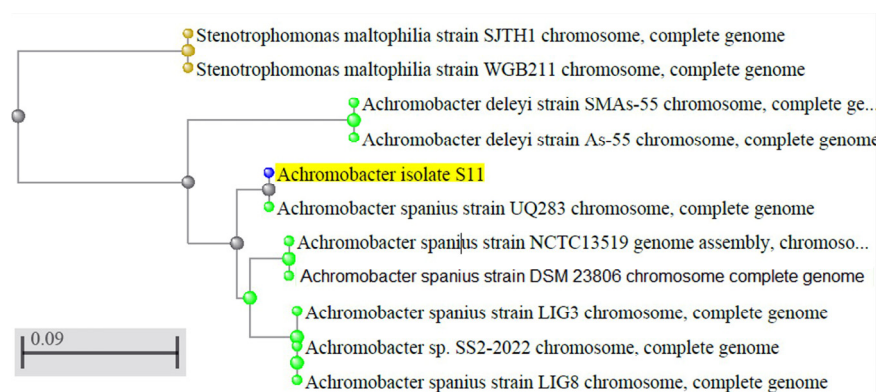 Stenotrophomonas maltophilia strain SJTH1 chromosome, complete genome
Stenotrophomonas maltophilia strain WGB211 chromosome, complete genome
Achromobacter deleyi strain SMAs-55 chromosome, complete ge...
Achromobacter deleyi strain As-55 chromosome, complete genome
Achromobacter isolate S11
Achromobacter spanius strain UQ283 chromosome, complete genome
Achromobacter spanius strain NCTC13519 genome assembly, chromoso...
Achromobacter spanius strain DSM 23806 chromosome complete genome
Achromobacter spanius strain LIG3 chromosome, complete genome
Achromobacter sp. SS2-2022 chromosome, complete genome
Achromobacter spanius strain LIG8 chromosome, complete genome
0.09